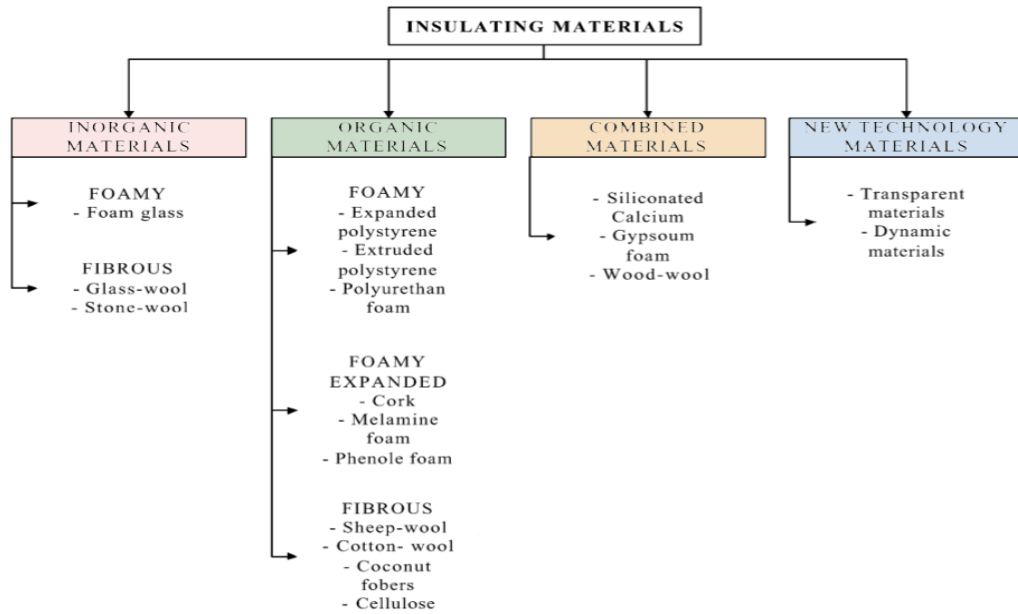 INSULATING MATERIALS
INORGANIC
MATERIALS
FOAMY
- Foam glass
FIBROUS
- Glass-wool
- Stone-wool
ORGANIC
MATERIALS
FOAMY
- Expanded
polystyrene
- Extruded
polystyrene
- Polyurethan
foam
FOAMY
EXPANDED
- Cork
- Melamine
foam
- Phenole foam
FIBROUS
- Sheep-wool
- Cotton- wool
- Coconut
fobers
- Cellulose
COMBINED
MATERIALS
- Siliconated
Calcium
- Gypsoum
foam
- Wood-wool
NEW TECHNOLOGY
MATERIALS
- Transparent
materials
- Dynamic
materials